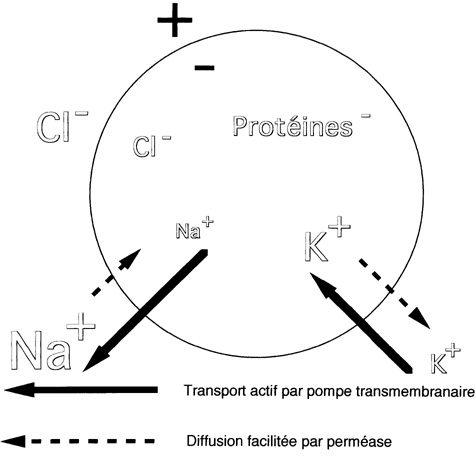 +
−
Cl⁻
Cl⁻
Protéines⁻
Na⁺
K⁺
Na⁺
K⁺
Transport actif par pompe transmembranaire
Diffusion facilitée par perméase